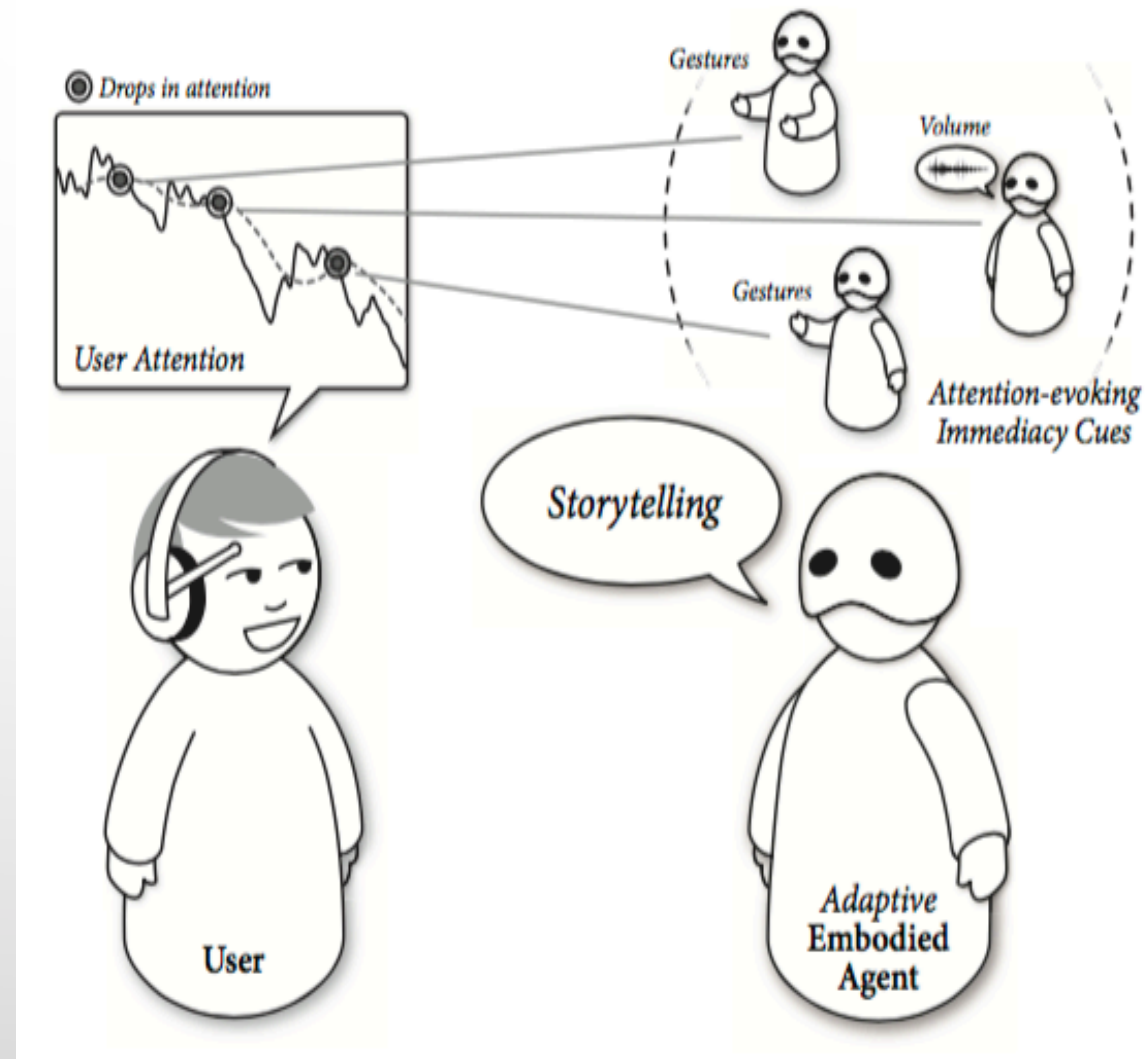 Gestures
Drops in attention
Volume
Gestures
User Attention
Attention-evoking
Immediacy Cues
Storytelling
User
Adaptive
Embodied
Agent